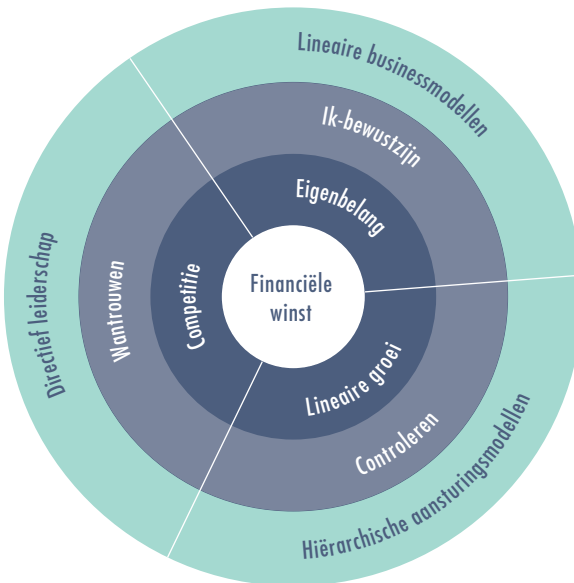 Lineaire businessmodellen
Ik-bewustzijn
Eigenbelang
Directief leiderschap
Wantrouwen
Competitie
Financiële
winst
Lineaire groei
Controleren
Hiërarchische aansturingsmodellen